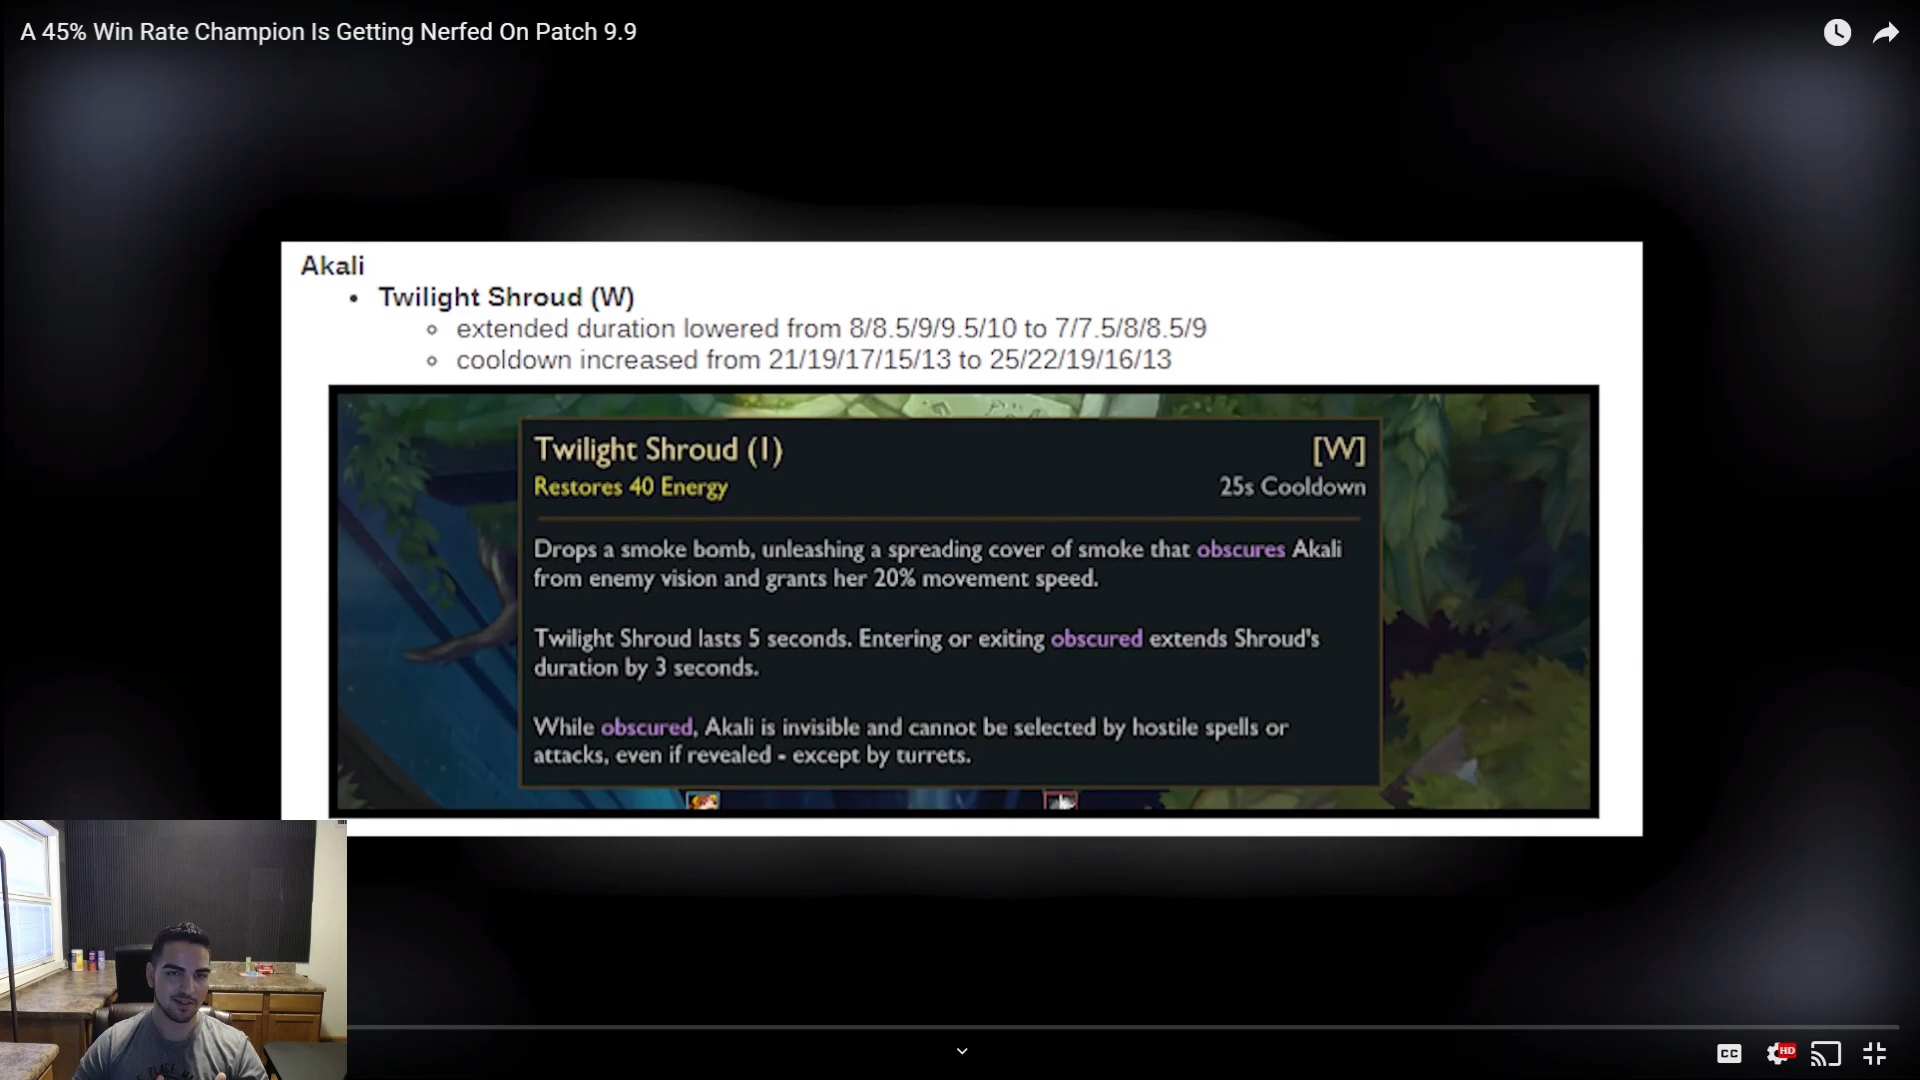 A 45% Win Rate Champion Is Getting Nerfed On Patch 9.9
Akali
• Twilight Shroud (W)
○ extended duration lowered from 8/8.5/9/9.5/10 to 7/7.5/8/8.5/9
○ cooldown increased from 21/19/17/15/13 to 25/22/19/16/13
Twilight Shroud (1) [W]
Restores 40 Energy 25s Cooldown
Drops a smoke bomb, unleashing a spreading cover of smoke that obscures Akali
from enemy vision and grants her 20% movement speed.
Twilight Shroud lasts 5 seconds. Entering or exiting obscured extends Shroud's
duration by 3 seconds.
While obscured, Akali is invisible and cannot be selected by hostile spells or
attacks, even if revealed - except by turrets.
CC HD